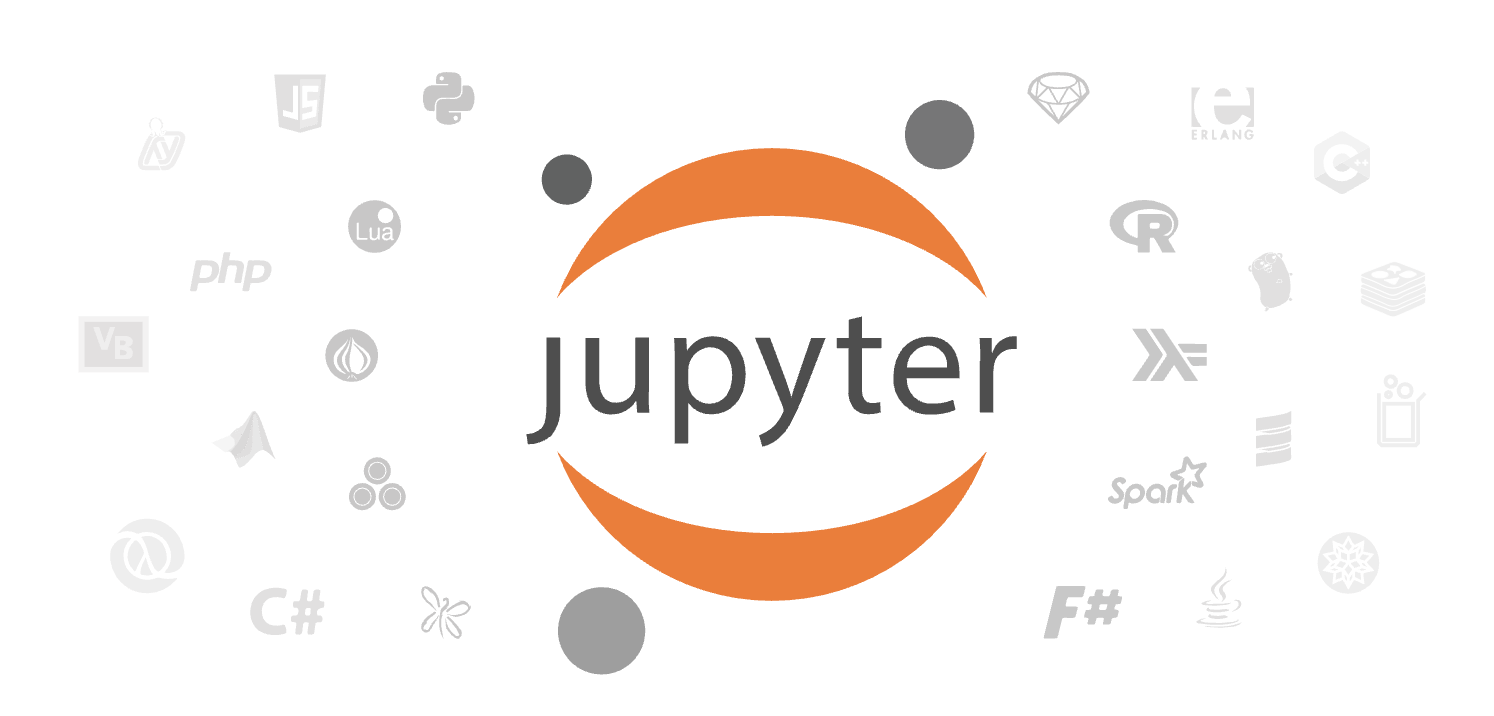 JS
e
ERLANG
C++
Lua
R
php
jupyter
VB
Spark
C#
F#